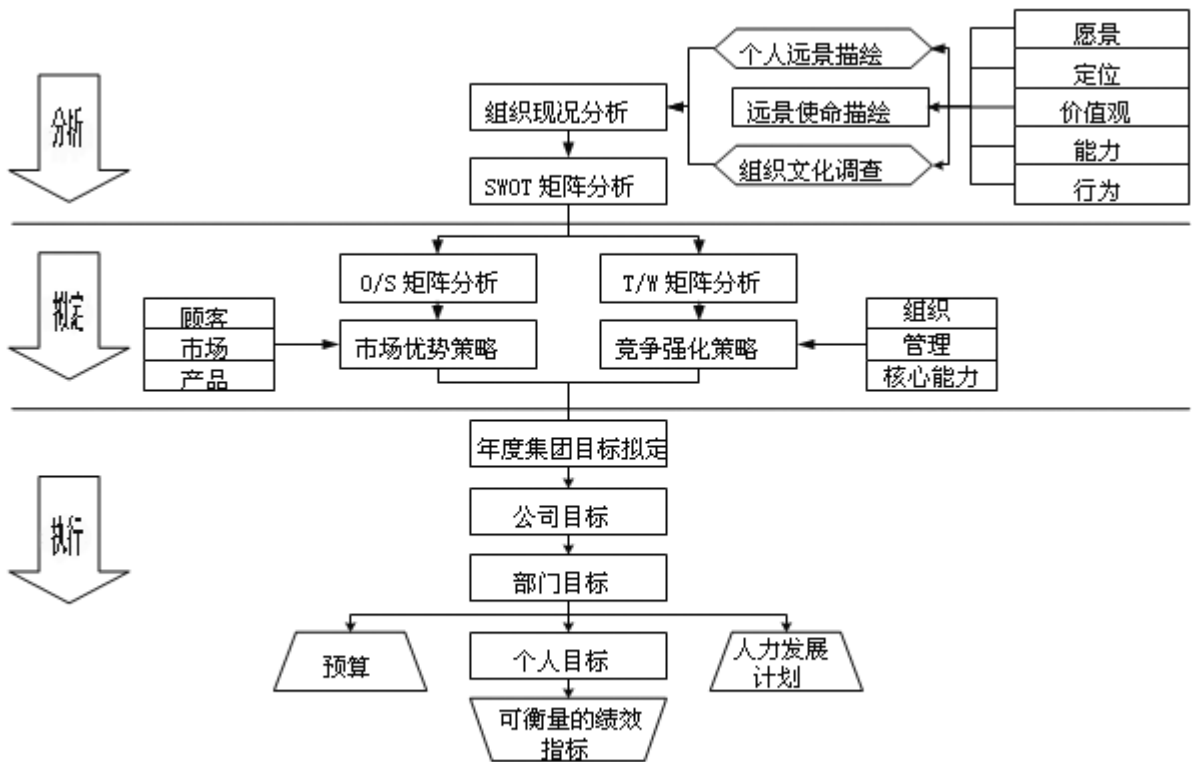 愿景
个人远景描绘
定位
分析
组织现况分析
远景使命描绘
价值观
能力
组织文化调查
SWOT 矩阵分析
行为
拟定
O/S 矩阵分析
T/W 矩阵分析
顾客
组织
市场
市场优势策略
竞争强化策略
管理
产品
核心能力
年度集团目标拟定
公司目标
执行
部门目标
预算
个人目标
人力发展
计划
可衡量的绩效
指标